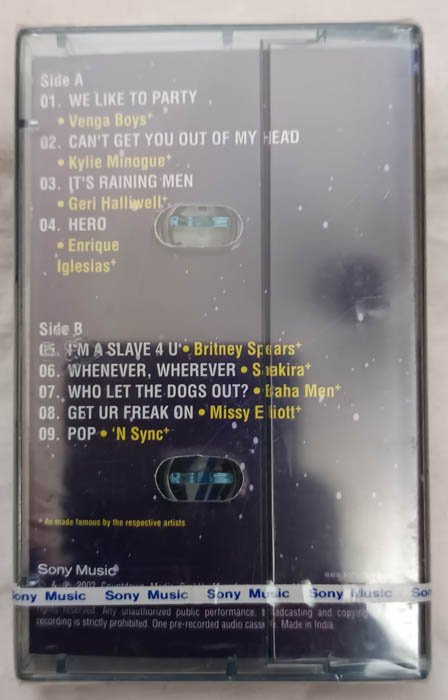 Side A
01. WE LIKE TO PARTY
• Venga Boys+
02. CAN'T GET YOU OUT OF MY HEAD
• Kylie Minogue+
03. IT'S RAINING MEN
• Geri Halliwell+
04. HERO
• Enrique
Iglesias+
Side B
05. I'M A SLAVE 4 U • Britney Spears+
06. WHENEVER, WHEREVER • Shakira+
07. WHO LET THE DOGS OUT? • Baha Men+
08. GET UR FREAK ON • Missy Elliott+
09. POP • 'N Sync+
+ As made famous by the respective artists
Sony Music
& ℗ 2002 Countdown Media
Sony Music Sony Music Sony Music Sony Music
rights reserved. Any unauthorized public performance, broadcasting and copying
recording is strictly prohibited. One pre-recorded audio cassette. Made in India.